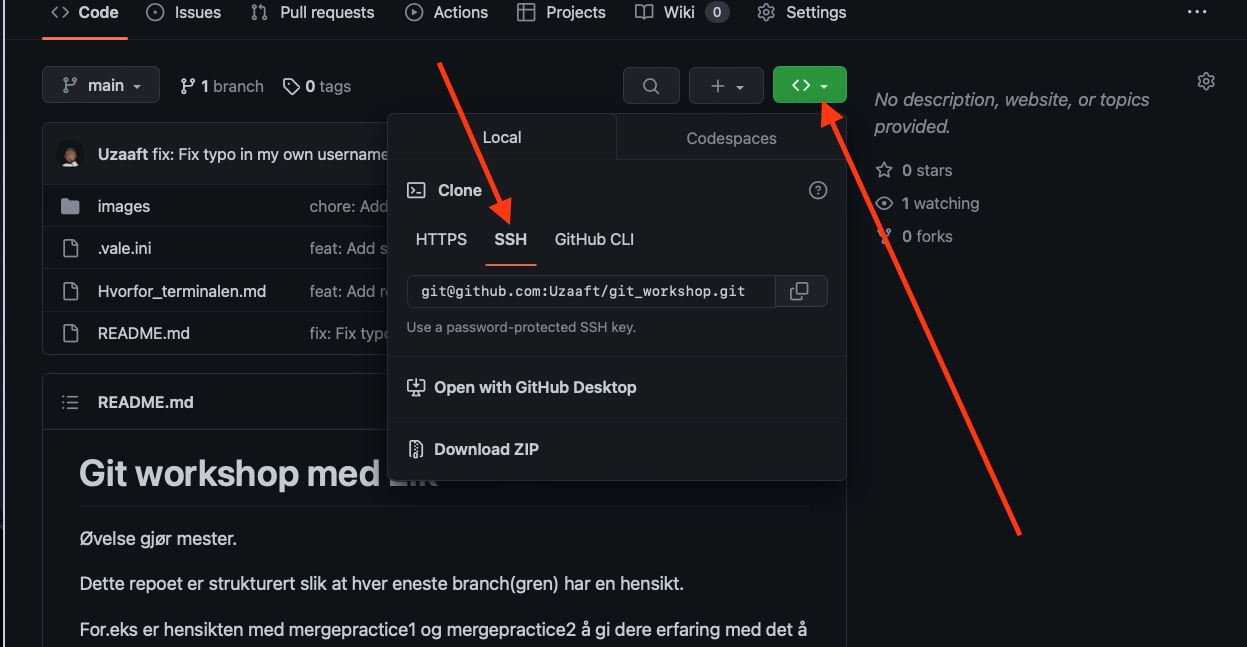 Code Issues Pull requests Actions Projects Wiki 0 Settings
main 1 branch 0 tags
No description, website, or topics
provided.
0 stars
1 watching
0 forks
Uzaaft fix: Fix typo in my own username
images chore: Add
.vale.ini feat: Add s
Hvorfor_terminalen.md feat: Add re
README.md fix: Fix typo
Local Codespaces
Clone
HTTPS SSH GitHub CLI
git@github.com:Uzaaft/git_workshop.git
Use a password-protected SSH key.
Open with GitHub Desktop
Download ZIP
README.md
Git workshop med
Øvelse gjør mester.
Dette repoet er strukturert slik at hver eneste branch(gren) har en hensikt.
For.eks er hensikten med mergepractice1 og mergepractice2 å gi dere erfaring med det å